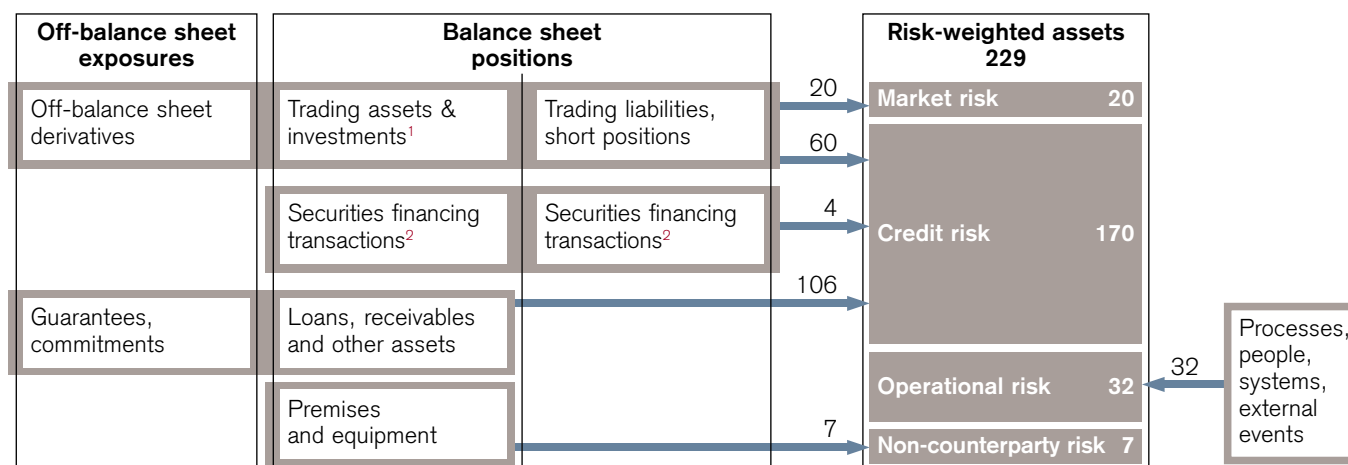 Off-balance sheet
exposures
Balance sheet
positions
Risk-weighted assets
229
Off-balance sheet
derivatives
Trading assets &
investments¹
Trading liabilities,
short positions
20
60
Market risk 20
Securities financing
transactions²
Securities financing
transactions²
4
Credit risk 170
Guarantees,
commitments
Loans, receivables
and other assets
106
Operational risk 32
32
Processes,
people,
systems,
external
events
Premises
and equipment
7
Non-counterparty risk 7